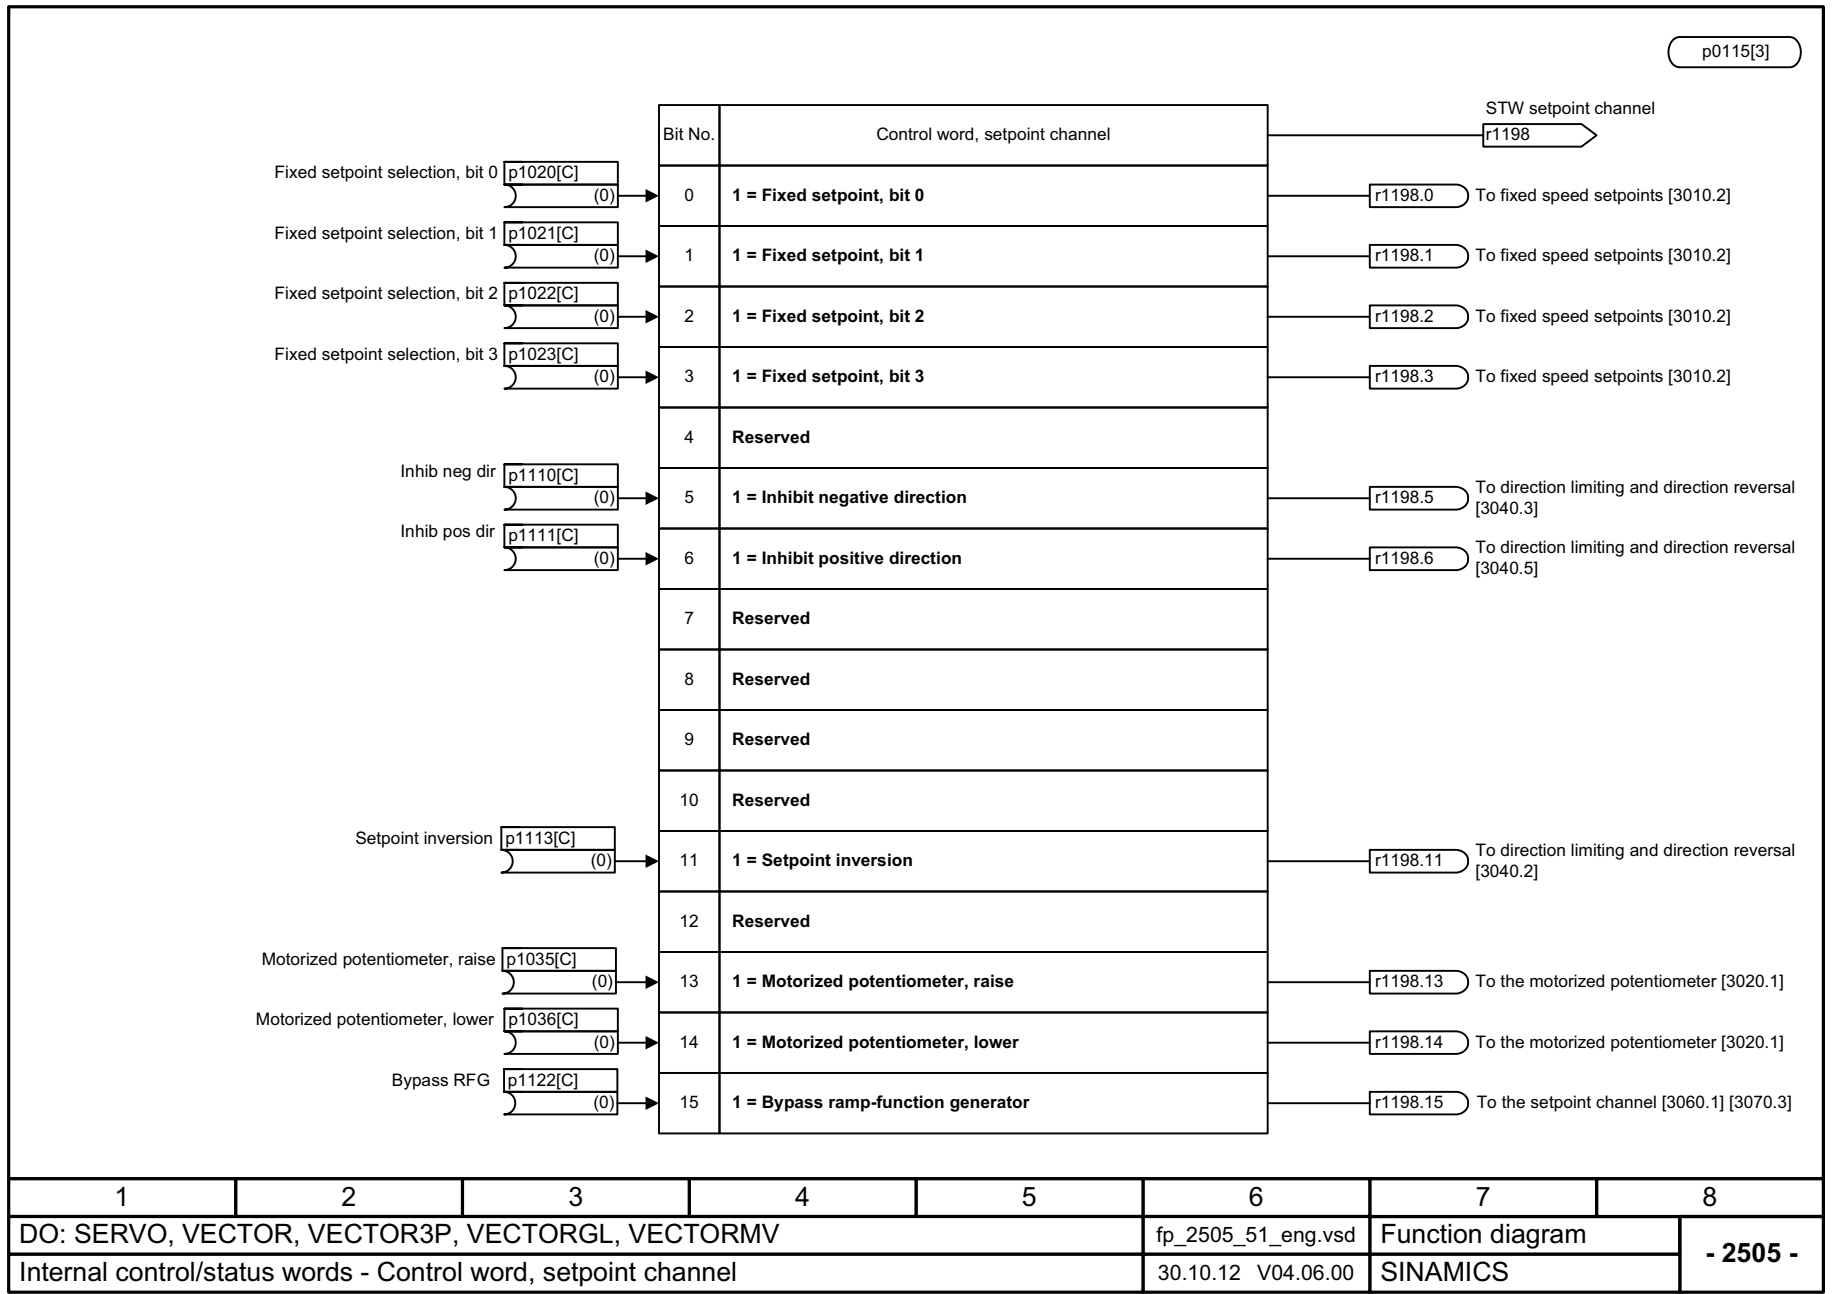 p0115[3]
STW setpoint channel
Bit No. Control word, setpoint channel r1198
Fixed setpoint selection, bit 0 p1020[C]
(0) 0 1 = Fixed setpoint, bit 0 r1198.0 To fixed speed setpoints [3010.2]
Fixed setpoint selection, bit 1 p1021[C]
(0) 1 1 = Fixed setpoint, bit 1 r1198.1 To fixed speed setpoints [3010.2]
Fixed setpoint selection, bit 2 p1022[C]
(0) 2 1 = Fixed setpoint, bit 2 r1198.2 To fixed speed setpoints [3010.2]
Fixed setpoint selection, bit 3 p1023[C]
(0) 3 1 = Fixed setpoint, bit 3 r1198.3 To fixed speed setpoints [3010.2]
4 Reserved
Inhib neg dir p1110[C]
(0) 5 1 = Inhibit negative direction r1198.5 To direction limiting and direction reversal
[3040.3]
Inhib pos dir p1111[C]
(0) 6 1 = Inhibit positive direction r1198.6 To direction limiting and direction reversal
[3040.5]
7 Reserved
8 Reserved
9 Reserved
10 Reserved
Setpoint inversion p1113[C]
(0) 11 1 = Setpoint inversion r1198.11 To direction limiting and direction reversal
[3040.2]
12 Reserved
Motorized potentiometer, raise p1035[C]
(0) 13 1 = Motorized potentiometer, raise r1198.13 To the motorized potentiometer [3020.1]
Motorized potentiometer, lower p1036[C]
(0) 14 1 = Motorized potentiometer, lower r1198.14 To the motorized potentiometer [3020.1]
Bypass RFG p1122[C]
(0) 15 1 = Bypass ramp-function generator r1198.15 To the setpoint channel [3060.1] [3070.3]
1 2 3 4 5 6 7 8
DO: SERVO, VECTOR, VECTOR3P, VECTORGL, VECTORMV fp_2505_51_eng.vsd Function diagram
- 2505 -
Internal control/status words - Control word, setpoint channel 30.10.12 V04.06.00 SINAMICS